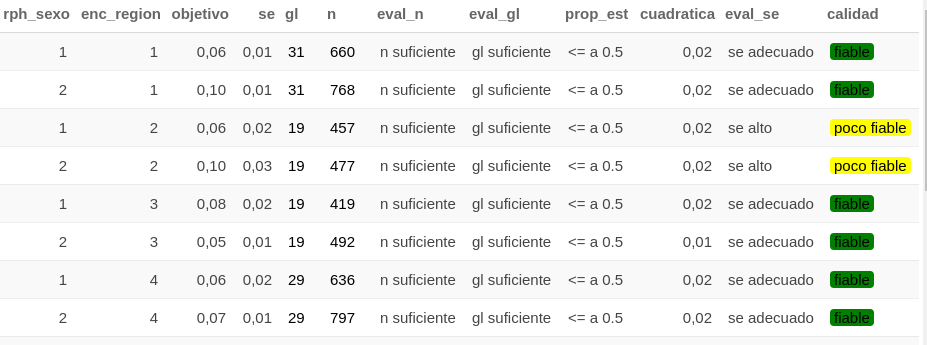 rph_sexo enc_region objetivo se gl n eval_n eval_gl prop_est cuadratica eval_se calidad
1 1 0,06 0,01 31 660 n suficiente gl suficiente <= a 0.5 0,02 se adecuado fiable
2 1 0,10 0,01 31 768 n suficiente gl suficiente <= a 0.5 0,02 se adecuado fiable
1 2 0,06 0,02 19 457 n suficiente gl suficiente <= a 0.5 0,02 se alto poco fiable
2 2 0,10 0,03 19 477 n suficiente gl suficiente <= a 0.5 0,02 se alto poco fiable
1 3 0,08 0,02 19 419 n suficiente gl suficiente <= a 0.5 0,02 se adecuado fiable
2 3 0,05 0,01 19 492 n suficiente gl suficiente <= a 0.5 0,01 se adecuado fiable
1 4 0,06 0,02 29 636 n suficiente gl suficiente <= a 0.5 0,02 se adecuado fiable
2 4 0,07 0,01 29 797 n suficiente gl suficiente <= a 0.5 0,02 se adecuado fiable